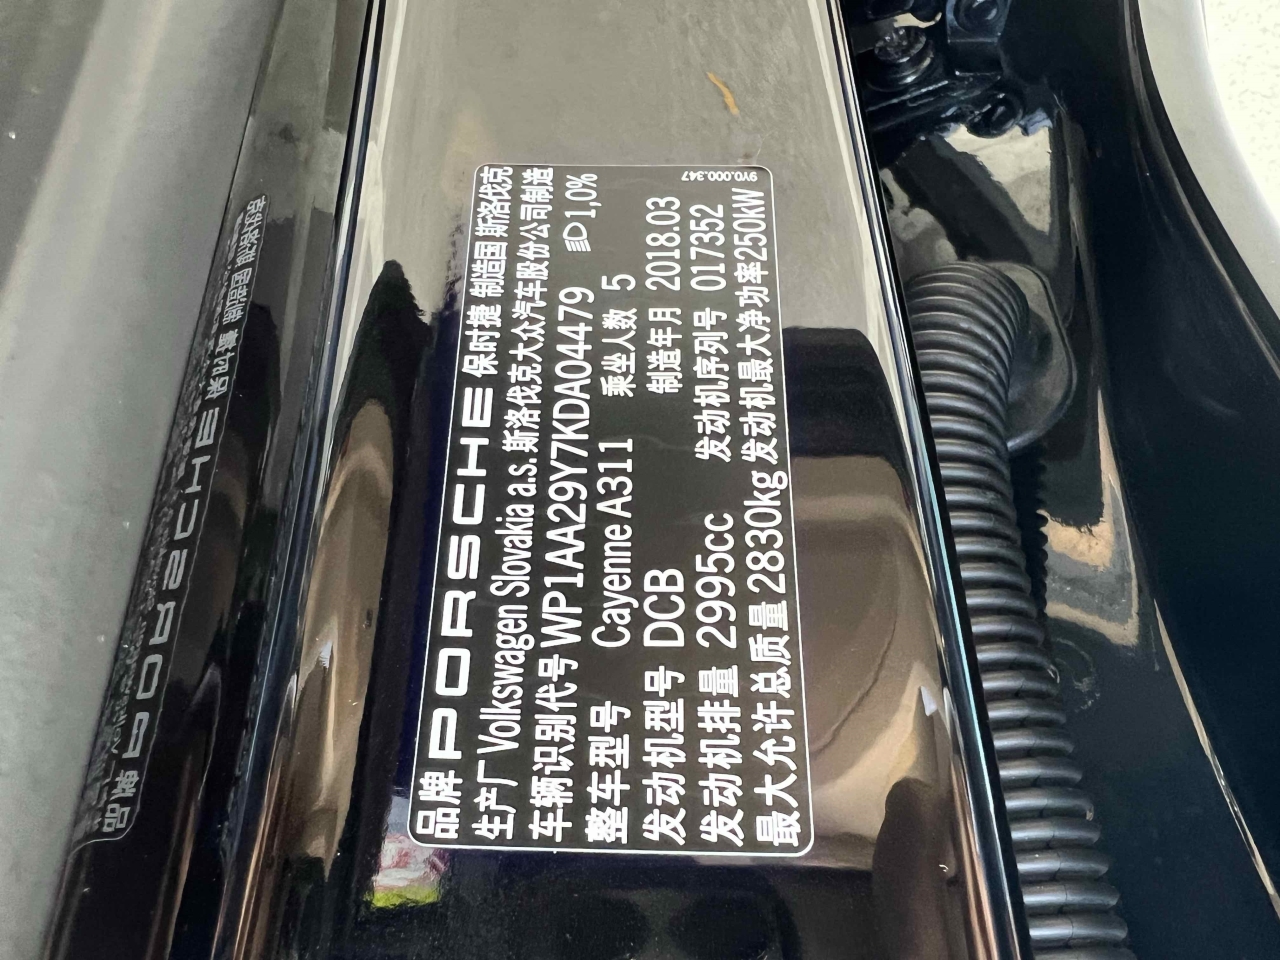 品牌 PORSCHE 保时捷 制造国 斯洛伐克
生产厂 Volkswagen Slovakia a.s. 斯洛伐克大众汽车股份公司制造
车辆识别代号 WP1AA29Y7KDA04479 1,0%
整车型号 Cayenne A311 乘坐人数 5
发动机型号 DCB 制造年月 2018.03
发动机排量 2995cc 发动机序列号 017352
最大允许总质量 2830kg 发动机最大净功率 250kW
9Y0.000.347